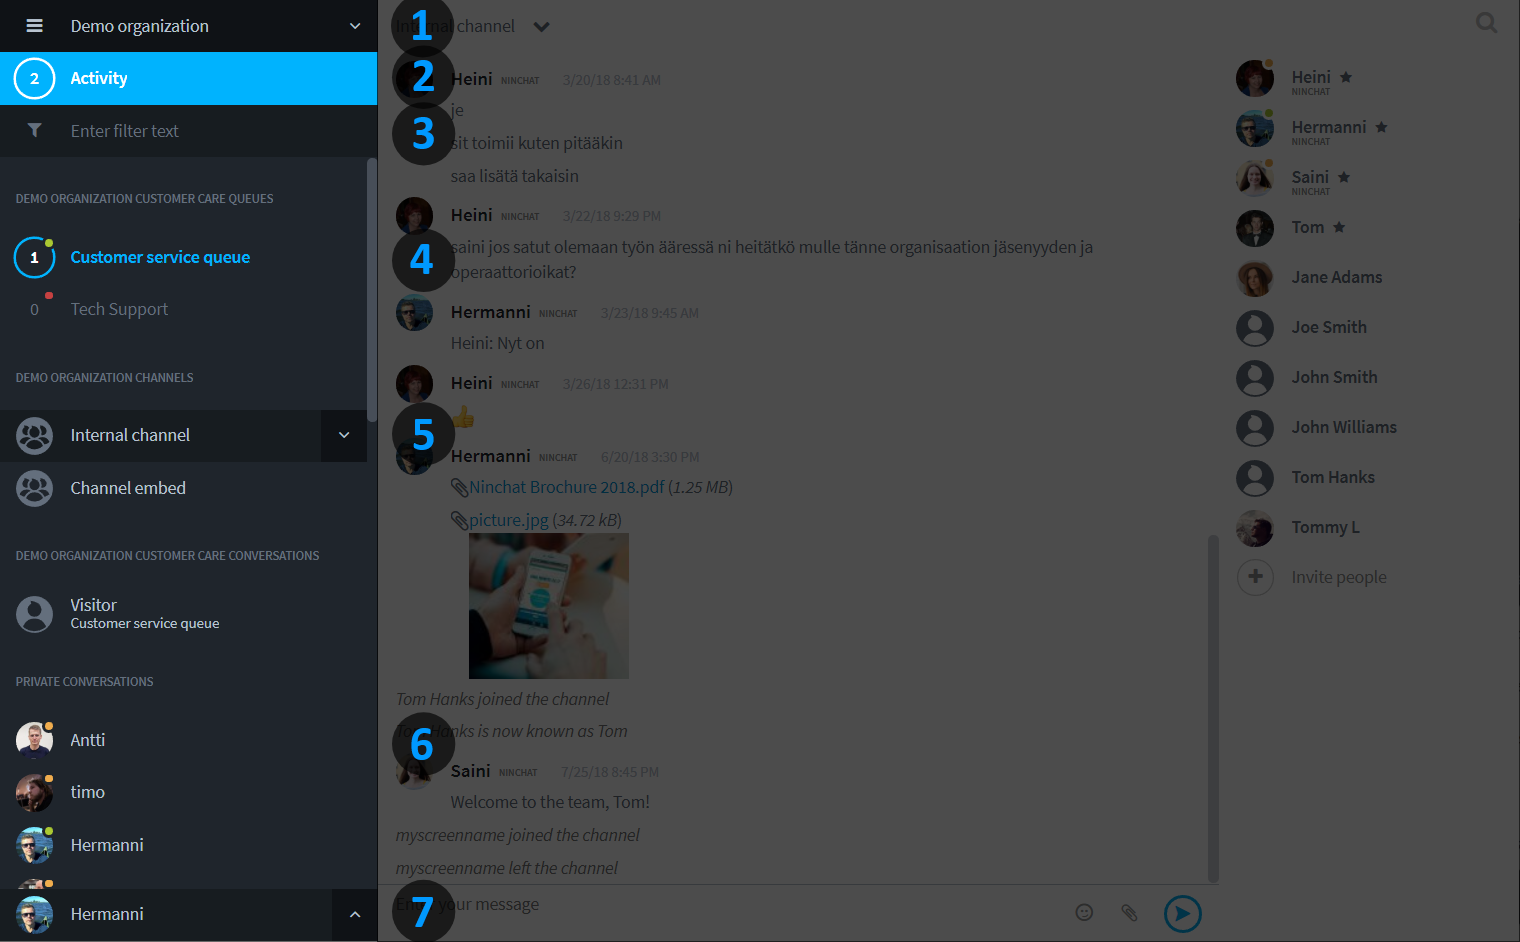 Demo organization
2
Activity
Enter filter text
DEMO ORGANIZATION CUSTOMER CARE QUEUES
1
Customer service queue
0
Tech Support
DEMO ORGANIZATION CHANNELS
Internal channel
Channel embed
DEMO ORGANIZATION CUSTOMER CARE CONVERSATIONS
Visitor
Customer service queue
PRIVATE CONVERSATIONS
Antti
timo
Hermanni
Hermanni
1
2
3
4
5
6
7
Internal channel
Heini NINCHAT 3/20/18 8:41 AM
je
sit toimii kuten pitääkin
saa lisätä takaisin
Heini NINCHAT 3/22/18 9:29 PM
saini jos satut olemaan työn ääressä ni heitätkö mulle tänne organisaation jäsenyyden ja
operaattorioikat?
Hermanni NINCHAT 3/23/18 9:45 AM
Heini: Nyt on
Heini NINCHAT 3/26/18 12:31 PM
👍
Hermanni NINCHAT 6/20/18 3:30 PM
Ninchat Brochure 2018.pdf (1.25 MB)
picture.jpg (34.72 kB)
Tom Hanks joined the channel
Tom Hanks is now known as Tom
Saini NINCHAT 7/25/18 8:45 PM
Welcome to the team, Tom!
myscreenname joined the channel
myscreenname left the channel
Enter your message
Heini ★
NINCHAT
Hermanni ★
NINCHAT
Saini ★
NINCHAT
Tom ★
Jane Adams
Joe Smith
John Smith
John Williams
Tom Hanks
Tommy L
Invite people